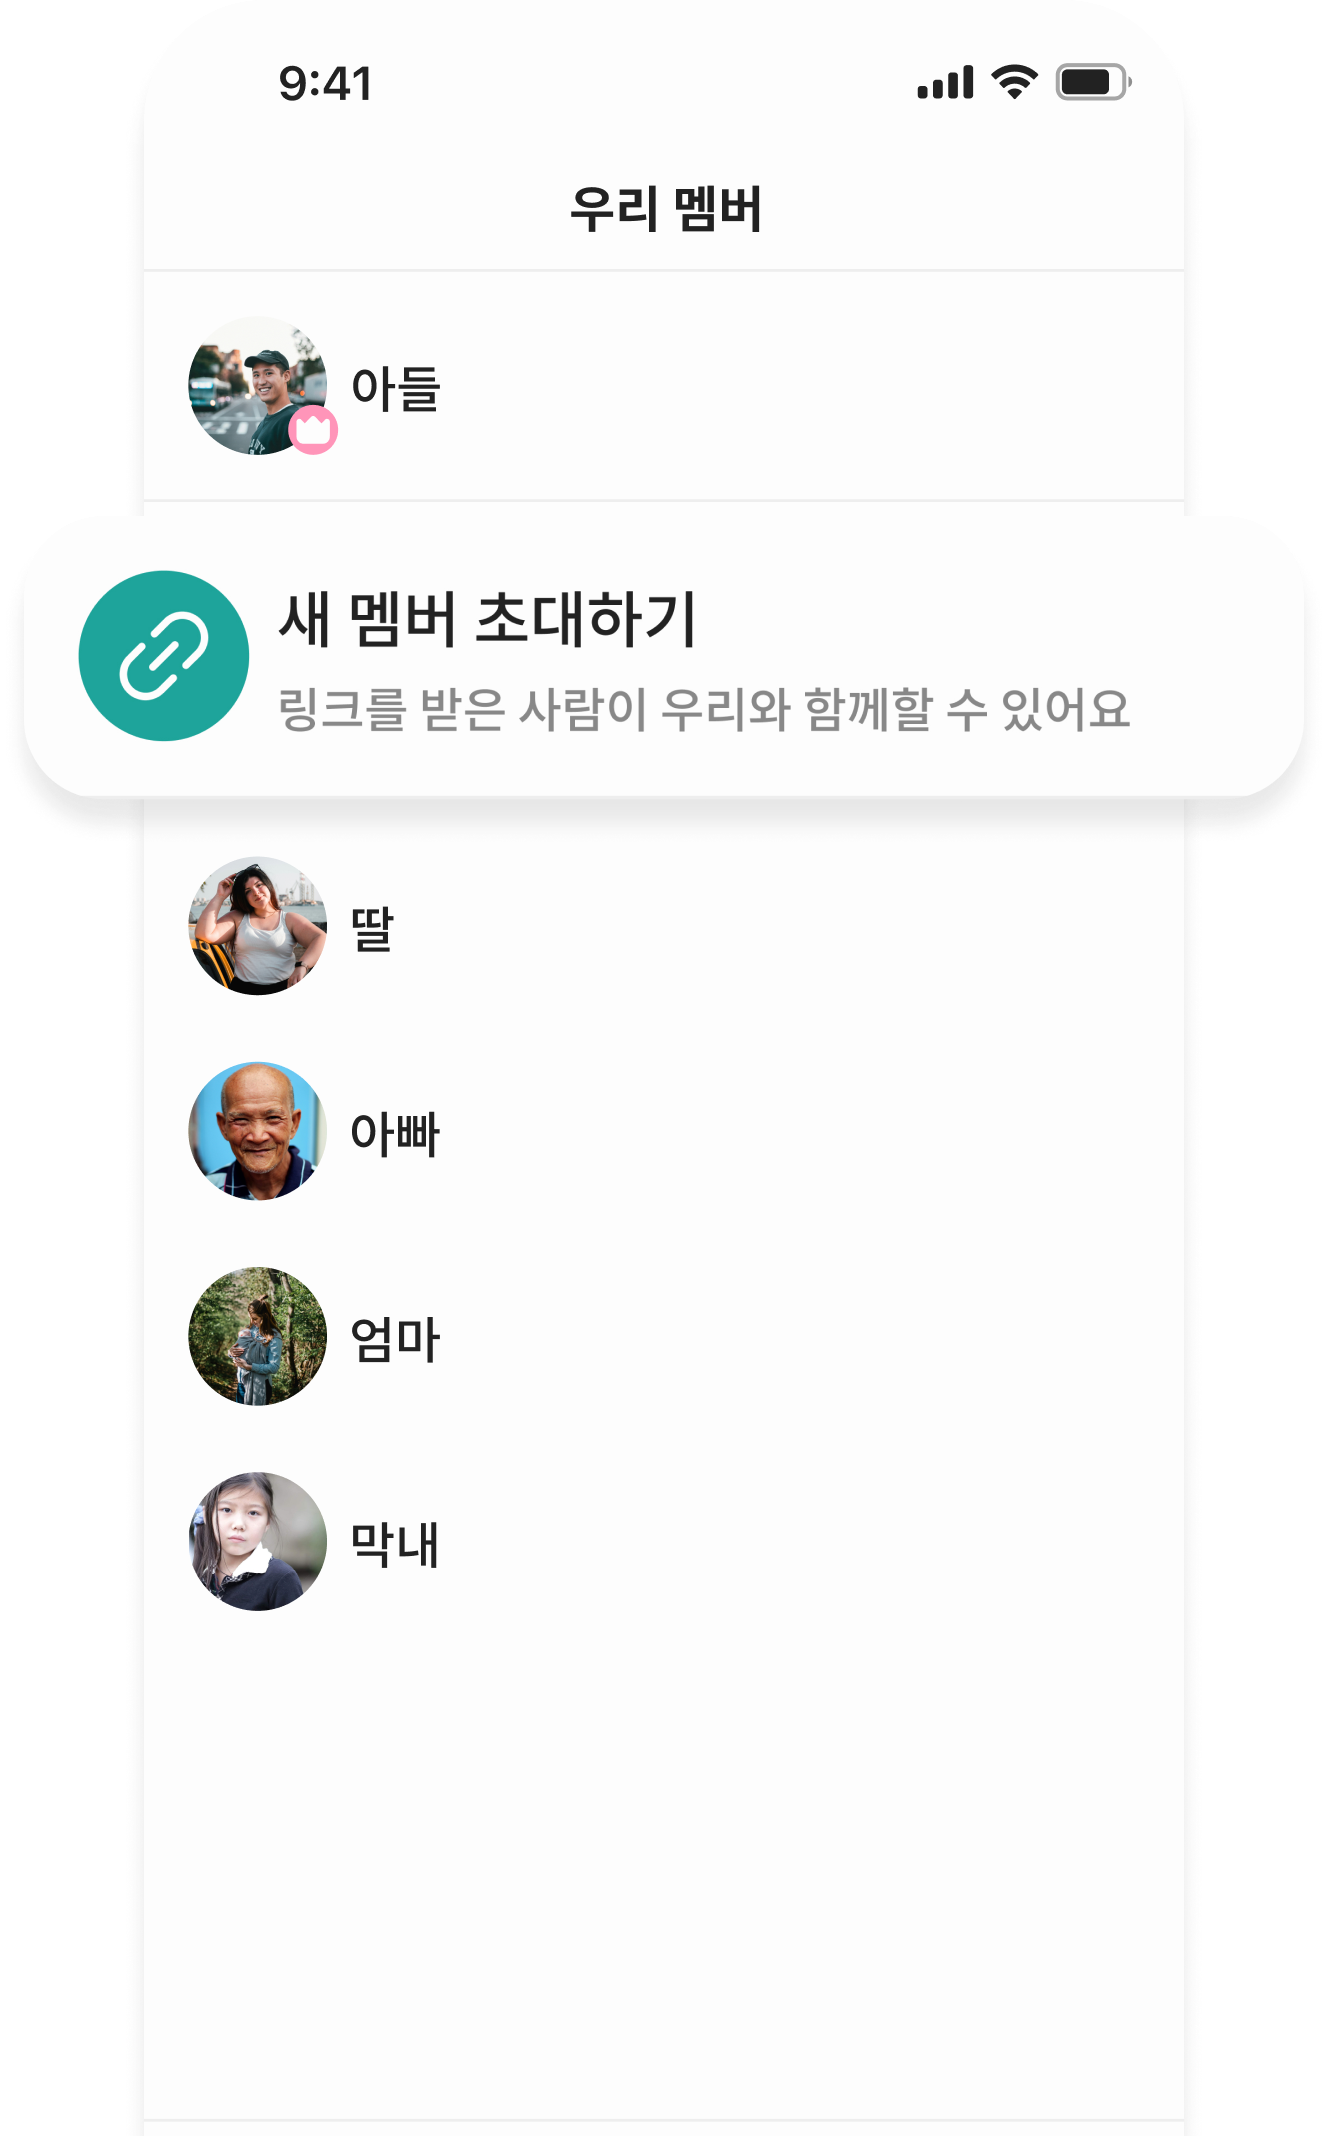 9:41
우리 멤버
아들
새 멤버 초대하기
링크를 받은 사람이 우리와 함께할 수 있어요
딸
아빠
엄마
막내